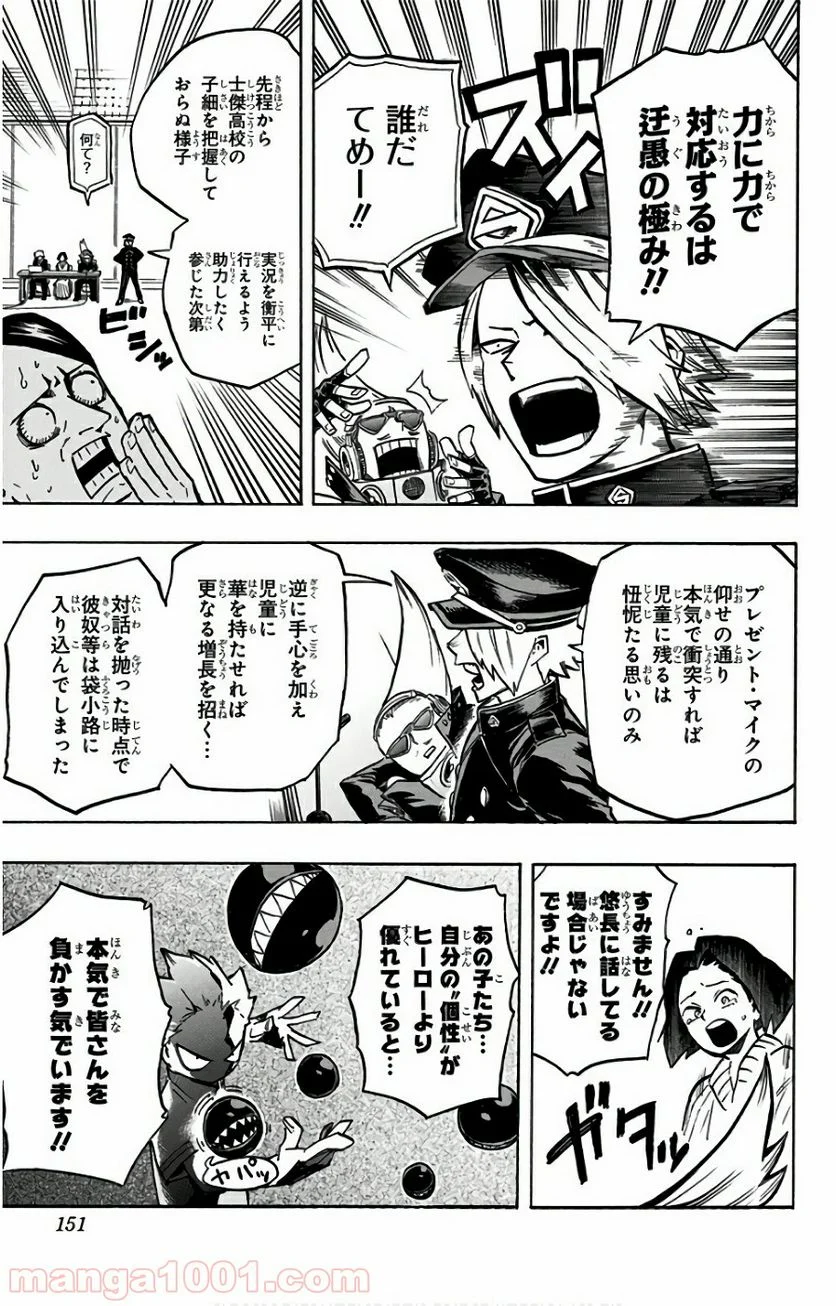 力に力で
対応するは
迂愚の極み!!
ズイ
誰だ
てめー!!
先程から
士傑高校の
子細を把握して
おらぬ様子
実況を衡平に
行えるよう
助力したく
参じた次第
何て?
ビシッ
プレゼント・マイクの
仰せの通り
本気で衝突すれば
児童に残るは
忸怩たる思いのみ
逆に手心を加え
児童に
華を持たせれば
更なる増長を招く…
対話を抛った時点で
彼奴等は袋小路に
入り込んでしまった
すみません!!
悠長に話してる
場合じゃない
ですよ!!
ガタッ
あの子たち…
自分の〝個性〟が
ヒーローより
優れていると…
本気で皆さんを
負かす気でいます!!
カパッ
151
manga1001.com